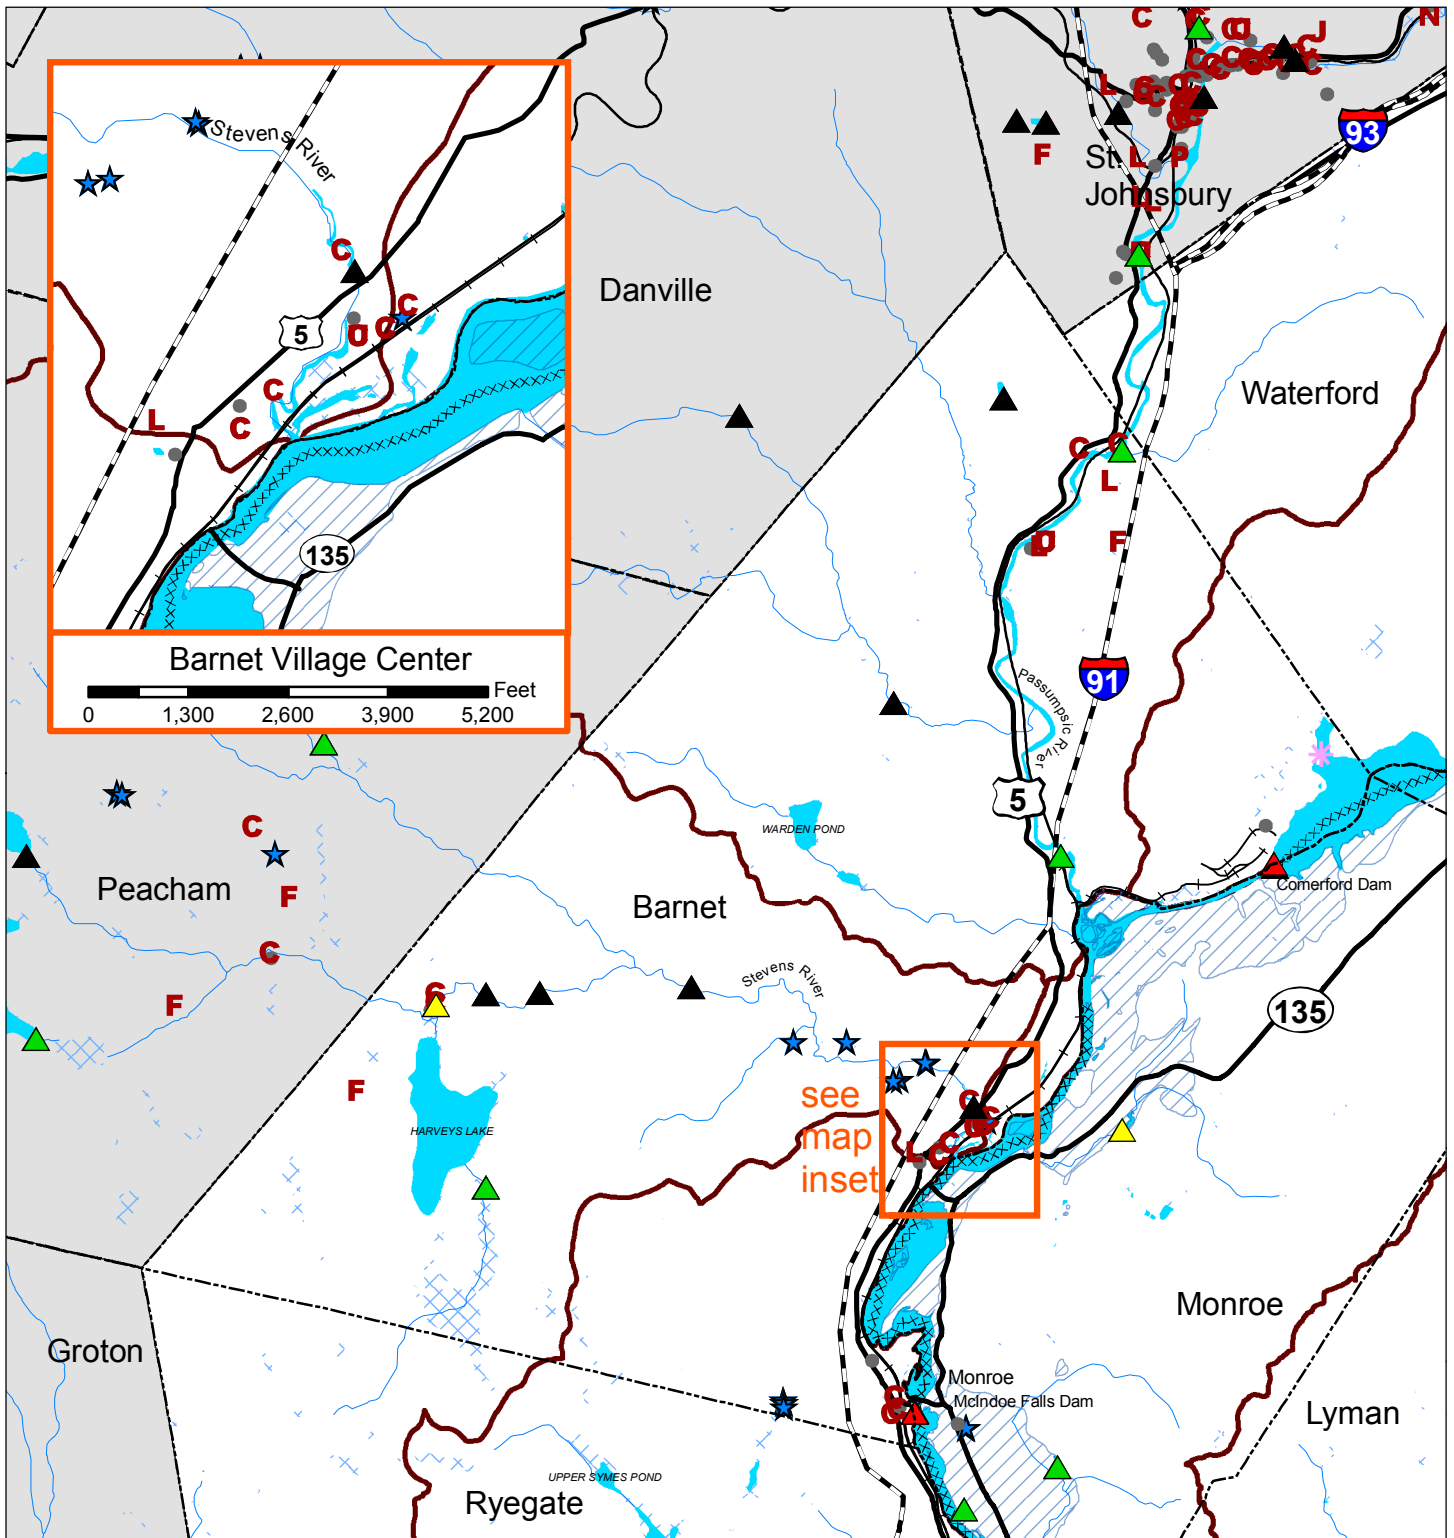 C
C
U
C
J
N
C
C
C
C
C
C
C
L
C
93
F
L
P
St.
Johnsbury
L
L
Stevens River
C
C
C
U
5
C
C
L
135
Barnet Village Center
Feet
0 1,300 2,600 3,900 5,200
Danville
Waterford
C
C
L
F
U
91
Passumpsic River
5
WARDEN POND
C
Peacham
F
C
F
Barnet
Comerford Dam
Stevens River
C
135
F
HARVEYS LAKE
see
map
inset
C
C
C
L
C
C
Monroe
Groton
Monroe
McIndoe Falls Dam
C
C
Lyman
UPPER SYMES POND
Ryegate